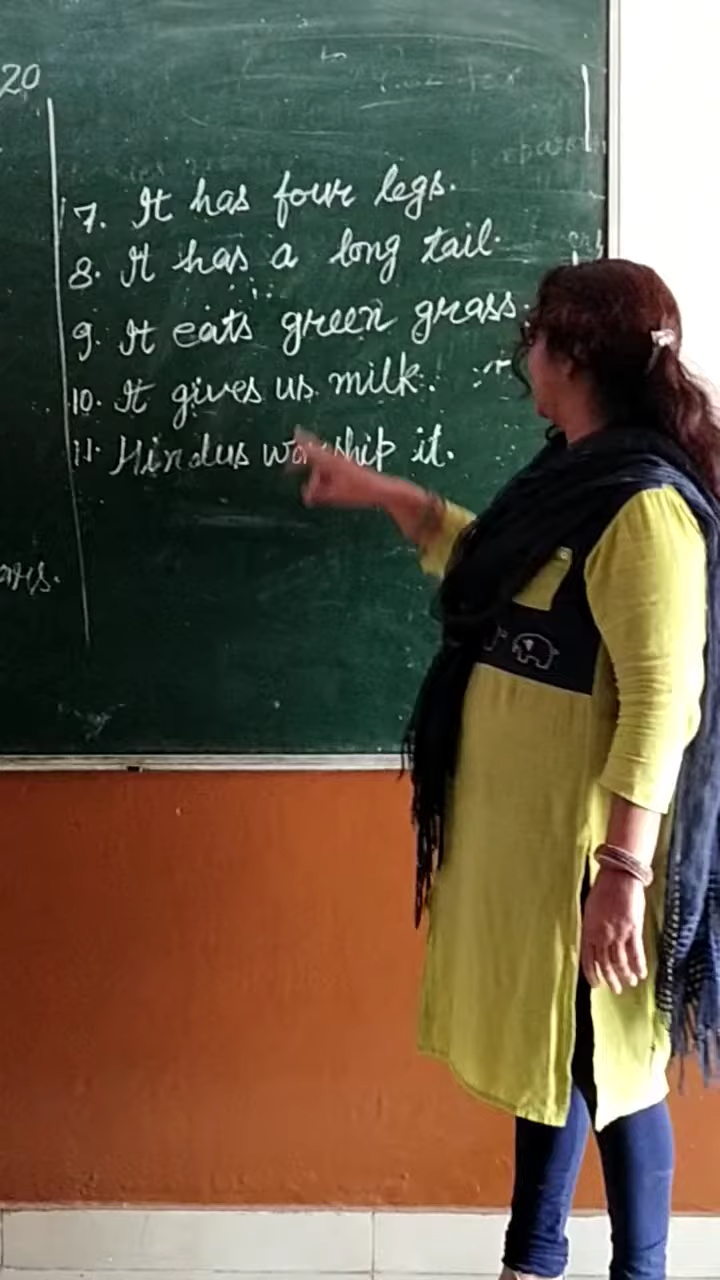 20
7. It has four legs.
8. It has a long tail.
9. It eats green grass.
10. It gives us milk.
11. Hindus worship it.